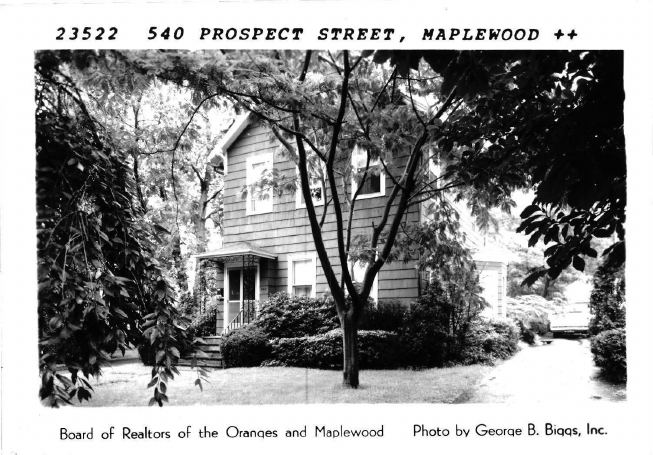 23522 540 PROSPECT STREET, MAPLEWOOD ++
Board of Realtors of the Oranges and Maplewood Photo by George B. Biggs, Inc.